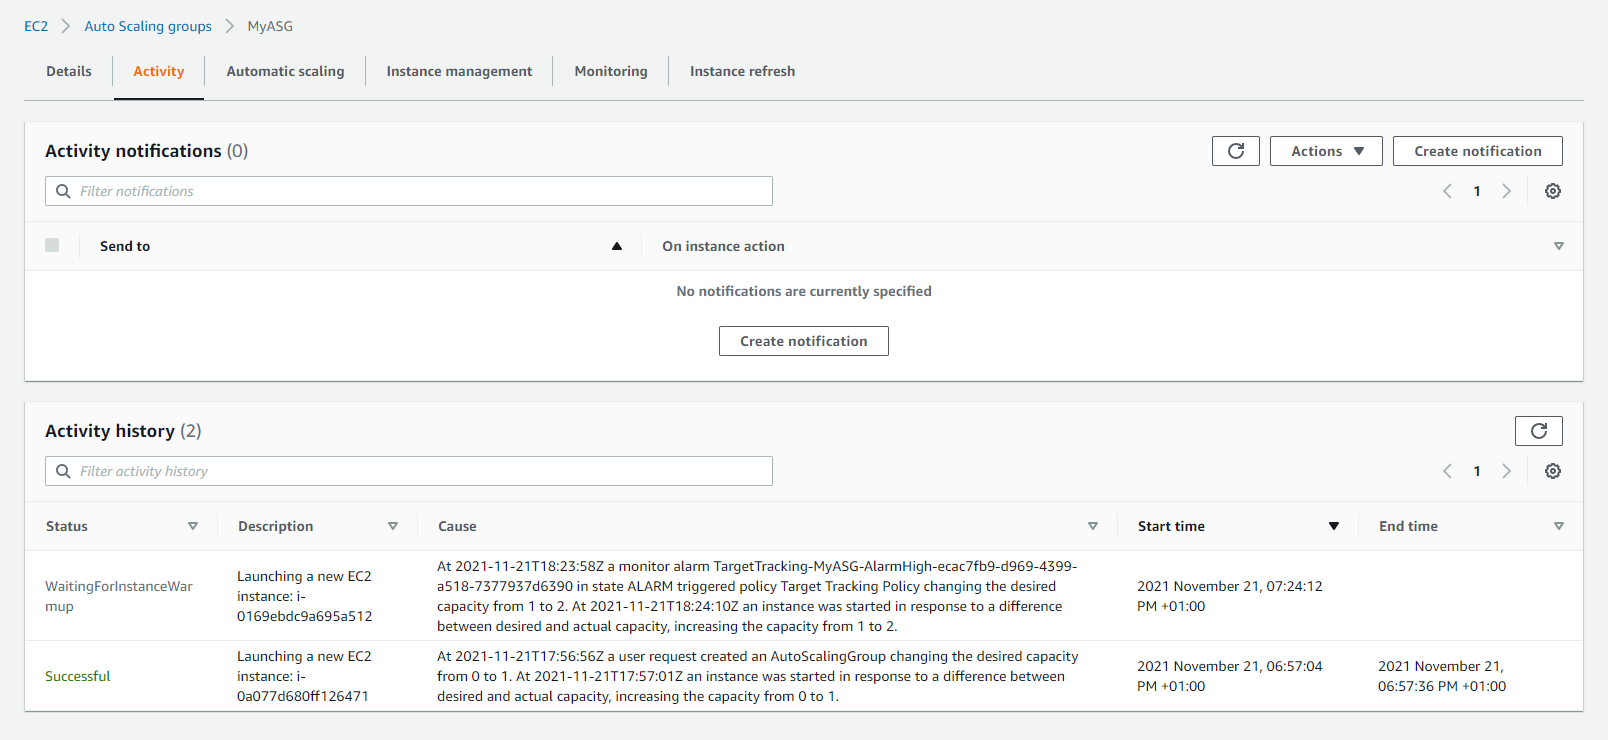 EC2 > Auto Scaling groups > MyASG
Details Activity Automatic scaling Instance management Monitoring Instance refresh
Activity notifications (0)
Actions Create notification
Filter notifications
1
Send to On instance action
No notifications are currently specified
Create notification
Activity history (2)
Filter activity history
1
Status Description Cause Start time End time
WaitingForInstanceWar
mup
Launching a new EC2
instance: i-
0169ebdc9a695a512
At 2021-11-21T18:23:58Z a monitor alarm TargetTracking-MyASG-AlarmHigh-ecac7fb9-d969-4399-
a518-7377937d6390 in state ALARM triggered policy Target Tracking Policy changing the desired
capacity from 1 to 2. At 2021-11-21T18:24:10Z an instance was started in response to a difference
between desired and actual capacity, increasing the capacity from 1 to 2.
2021 November 21, 07:24:12
PM +01:00
Successful
Launching a new EC2
instance: i-
0a077d680ff126471
At 2021-11-21T17:56:56Z a user request created an AutoScalingGroup changing the desired capacity
from 0 to 1. At 2021-11-21T17:57:01Z an instance was started in response to a difference between
desired and actual capacity, increasing the capacity from 0 to 1.
2021 November 21, 06:57:04
PM +01:00
2021 November 21,
06:57:36 PM +01:00